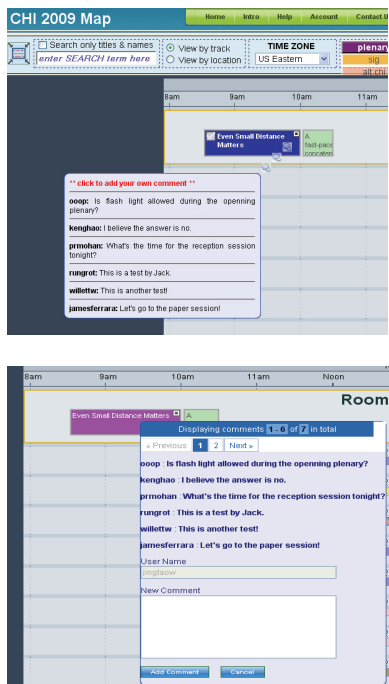 CHI 2009 Map
Home Intro Help Account Contact U
Search only titles & names
enter SEARCH term here
View by track
View by location
TIME ZONE
US Eastern
plenary
sig
alt.chi
8am 9am 10am 11am
Even Small Distance
Matters
A
fast-pac
concaten
** click to add your own comment **
ooop: Is flash light allowed during the openning
plenary?
kenghao: I believe the answer is no.
prmohan: What's the time for the reception session
tonight?
rungrot: This is a test by Jack.
willettw: This is another test!
jamesferrara: Let's go to the paper session!
8am 9am 10am 11am Noon
Room
Even Small Distance Matters
A
Displaying comments 1 - 6 of 7 in total
« Previous 1 2 Next »
ooop : Is flash light allowed during the openning plenary?
kenghao : I believe the answer is no.
prmohan : What's the time for the reception session tonight?
rungrot : This is a test by Jack.
willettw : This is another test!
jamesferrara : Let's go to the paper session!
User Name
jingtaow
New Comment
Add Comment Cancel